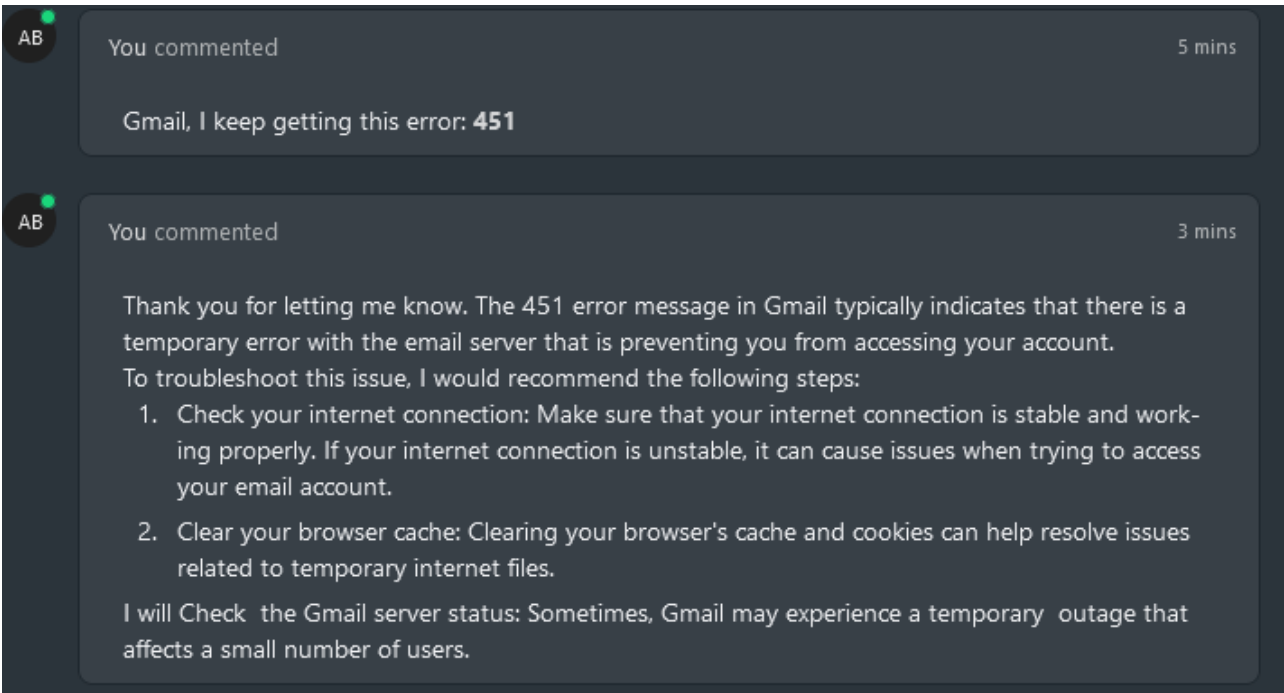 AB
You commented
5 mins
Gmail, I keep getting this error: 451
AB
You commented
3 mins
Thank you for letting me know. The 451 error message in Gmail typically indicates that there is a
temporary error with the email server that is preventing you from accessing your account.
To troubleshoot this issue, I would recommend the following steps:
1. Check your internet connection: Make sure that your internet connection is stable and work-
ing properly. If your internet connection is unstable, it can cause issues when trying to access
your email account.
2. Clear your browser cache: Clearing your browser's cache and cookies can help resolve issues
related to temporary internet files.
I will Check  the Gmail server status: Sometimes, Gmail may experience a temporary  outage that
affects a small number of users.